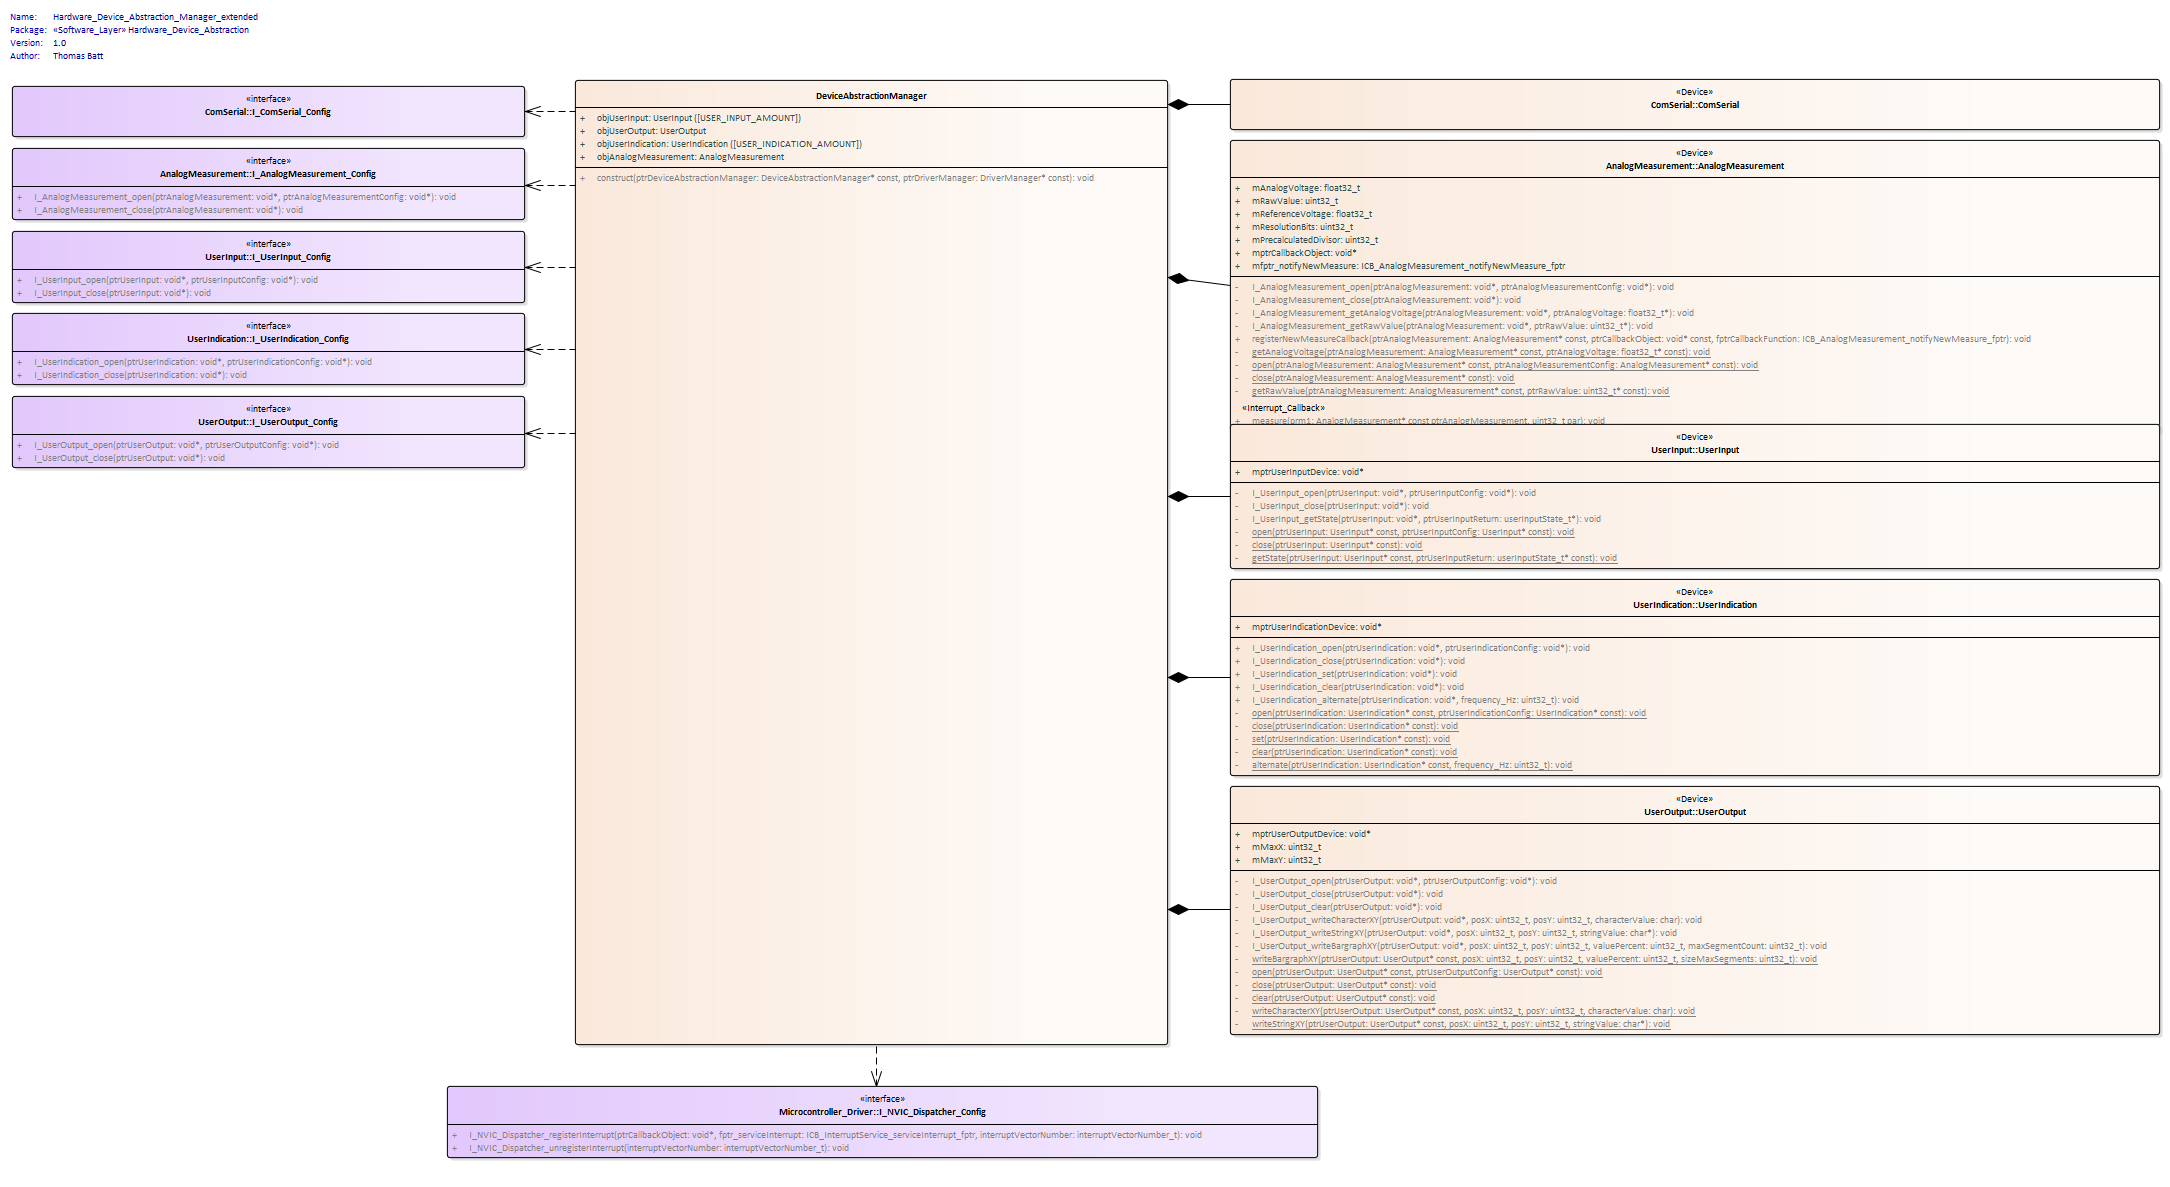 Name: Hardware_Device_Abstraction_Manager_extended
Package: «Software_Layer» Hardware_Device_Abstraction
Version: 1.0
Author: Thomas Batt
«interface»
ComSerial::I_ComSerial_Config
«interface»
AnalogMeasurement::I_AnalogMeasurement_Config
+ I_AnalogMeasurement_open(ptrAnalogMeasurement: void*, ptrAnalogMeasurementConfig: void*): void
+ I_AnalogMeasurement_close(ptrAnalogMeasurement: void*): void
«interface»
UserInput::I_UserInput_Config
+ I_UserInput_open(ptrUserInput: void*, ptrUserInputConfig: void*): void
+ I_UserInput_close(ptrUserInput: void*): void
«interface»
UserIndication::I_UserIndication_Config
+ I_UserIndication_open(ptrUserIndication: void*, ptrUserIndicationConfig: void*): void
+ I_UserIndication_close(ptrUserIndication: void*): void
«interface»
UserOutput::I_UserOutput_Config
+ I_UserOutput_open(ptrUserOutput: void*, ptrUserOutputConfig: void*): void
+ I_UserOutput_close(ptrUserOutput: void*): void
DeviceAbstractionManager
+ objUserInput: UserInput ([USER_INPUT_AMOUNT])
+ objUserOutput: UserOutput
+ objUserIndication: UserIndication ([USER_INDICATION_AMOUNT])
+ objAnalogMeasurement: AnalogMeasurement
+ construct(ptrDeviceAbstractionManager: DeviceAbstractionManager* const, ptrDriverManager: DriverManager* const): void
«Device»
ComSerial::ComSerial
«Device»
AnalogMeasurement::AnalogMeasurement
+ mAnalogVoltage: float32_t
+ mRawValue: uint32_t
+ mReferenceVoltage: float32_t
+ mResolutionBits: uint32_t
+ mPrecalculatedDivisor: uint32_t
+ mptrCallbackObject: void*
+ mfptr_notifyNewMeasure: ICB_AnalogMeasurement_notifyNewMeasure_fptr
- I_AnalogMeasurement_open(ptrAnalogMeasurement: void*, ptrAnalogMeasurementConfig: void*): void
- I_AnalogMeasurement_close(ptrAnalogMeasurement: void*): void
- I_AnalogMeasurement_getAnalogVoltage(ptrAnalogMeasurement: void*, ptrAnalogVoltage: float32_t*): void
- I_AnalogMeasurement_getRawValue(ptrAnalogMeasurement: void*, ptrRawValue: uint32_t*): void
+ registerNewMeasureCallback(ptrAnalogMeasurement: AnalogMeasurement* const, ptrCallbackObject: void* const, fptrCallbackFunction: ICB_AnalogMeasurement_notifyNewMeasure_fptr): void
- getAnalogVoltage(ptrAnalogMeasurement: AnalogMeasurement* const, ptrAnalogVoltage: float32_t* const): void
- open(ptrAnalogMeasurement: AnalogMeasurement* const, ptrAnalogMeasurementConfig: AnalogMeasurement* const): void
- close(ptrAnalogMeasurement: AnalogMeasurement* const): void
- getRawValue(ptrAnalogMeasurement: AnalogMeasurement* const, ptrRawValue: uint32_t* const): void
«Interrupt_Callback»
+ measure(prm1: AnalogMeasurement* const ptrAnalogMeasurement, uint32_t par): void
«Device»
UserInput::UserInput
+ mptrUserInputDevice: void*
- I_UserInput_open(ptrUserInput: void*, ptrUserInputConfig: void*): void
- I_UserInput_close(ptrUserInput: void*): void
- I_UserInput_getState(ptrUserInput: void*, ptrUserInputReturn: userInputState_t*): void
- open(ptrUserInput: UserInput* const, ptrUserInputConfig: UserInput* const): void
- close(ptrUserInput: UserInput* const): void
- getState(ptrUserInput: UserInput* const, ptrUserInputReturn: userInputState_t* const): void
«Device»
UserIndication::UserIndication
+ mptrUserIndicationDevice: void*
+ I_UserIndication_open(ptrUserIndication: void*, ptrUserIndicationConfig: void*): void
+ I_UserIndication_close(ptrUserIndication: void*): void
+ I_UserIndication_set(ptrUserIndication: void*): void
+ I_UserIndication_clear(ptrUserIndication: void*): void
+ I_UserIndication_alternate(ptrUserIndication: void*, frequency_Hz: uint32_t): void
- open(ptrUserIndication: UserIndication* const, ptrUserIndicationConfig: UserIndication* const): void
- close(ptrUserIndication: UserIndication* const): void
- set(ptrUserIndication: UserIndication* const): void
- clear(ptrUserIndication: UserIndication* const): void
- alternate(ptrUserIndication: UserIndication* const, frequency_Hz: uint32_t): void
«Device»
UserOutput::UserOutput
+ mptrUserOutputDevice: void*
+ mMaxX: uint32_t
+ mMaxY: uint32_t
- I_UserOutput_open(ptrUserOutput: void*, ptrUserOutputConfig: void*): void
- I_UserOutput_close(ptrUserOutput: void*): void
- I_UserOutput_clear(ptrUserOutput: void*): void
- I_UserOutput_writeCharacterXY(ptrUserOutput: void*, posX: uint32_t, posY: uint32_t, characterValue: char): void
- I_UserOutput_writeStringXY(ptrUserOutput: void*, posX: uint32_t, posY: uint32_t, stringValue: char*): void
- I_UserOutput_writeBargraphXY(ptrUserOutput: void*, posX: uint32_t, posY: uint32_t, valuePercent: uint32_t, maxSegmentCount: uint32_t): void
- writeBargraphXY(ptrUserOutput: UserOutput* const, posX: uint32_t, posY: uint32_t, valuePercent: uint32_t, sizeMaxSegments: uint32_t): void
- open(ptrUserOutput: UserOutput* const, ptrUserOutputConfig: UserOutput* const): void
- close(ptrUserOutput: UserOutput* const): void
- clear(ptrUserOutput: UserOutput* const): void
- writeCharacterXY(ptrUserOutput: UserOutput* const, posX: uint32_t, posY: uint32_t, characterValue: char): void
- writeStringXY(ptrUserOutput: UserOutput* const, posX: uint32_t, posY: uint32_t, stringValue: char*): void
«interface»
Microcontroller_Driver::I_NVIC_Dispatcher_Config
+ I_NVIC_Dispatcher_registerInterrupt(ptrCallbackObject: void*, fptr_serviceInterrupt: ICB_InterruptService_serviceInterrupt_fptr, interruptVectorNumber: interruptVectorNumber_t): void
+ I_NVIC_Dispatcher_unregisterInterrupt(interruptVectorNumber: interruptVectorNumber_t): void